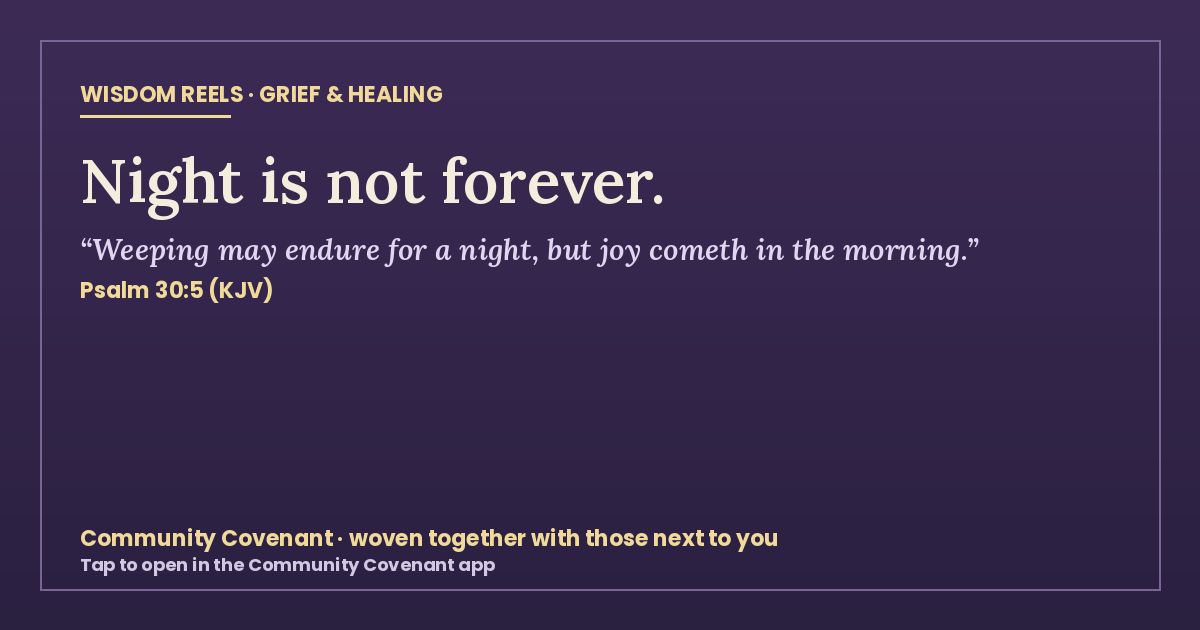 WISDOM REELS · GRIEF & HEALING
Night is not forever.
“Weeping may endure for a night, but joy cometh in the morning.”
Psalm 30:5 (KJV)
Community Covenant · woven together with those next to you
Tap to open in the Community Covenant app